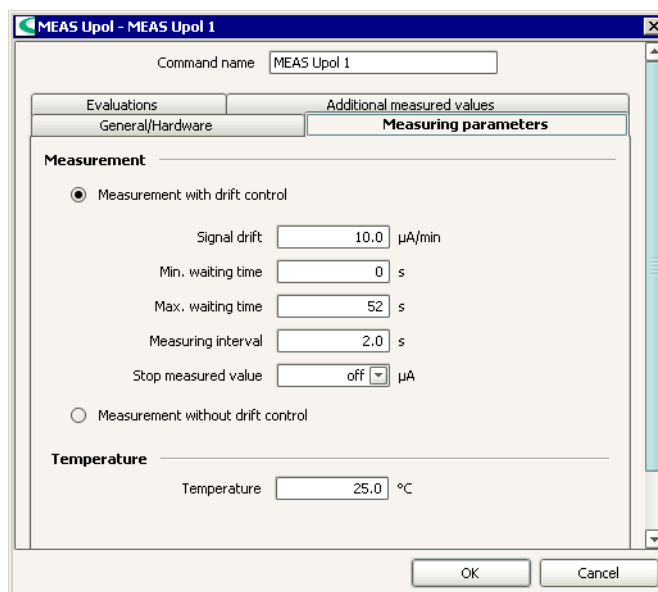 MEAS Upol - MEAS Upol 1
Command name MEAS Upol 1
Evaluations Additional measured values
General/Hardware Measuring parameters
Measurement
Measurement with drift control
Signal drift 10.0 µA/min
Min. waiting time 0 s
Max. waiting time 52 s
Measuring interval 2.0 s
Stop measured value off µA
Measurement without drift control
Temperature
Temperature 25.0 °C
OK Cancel